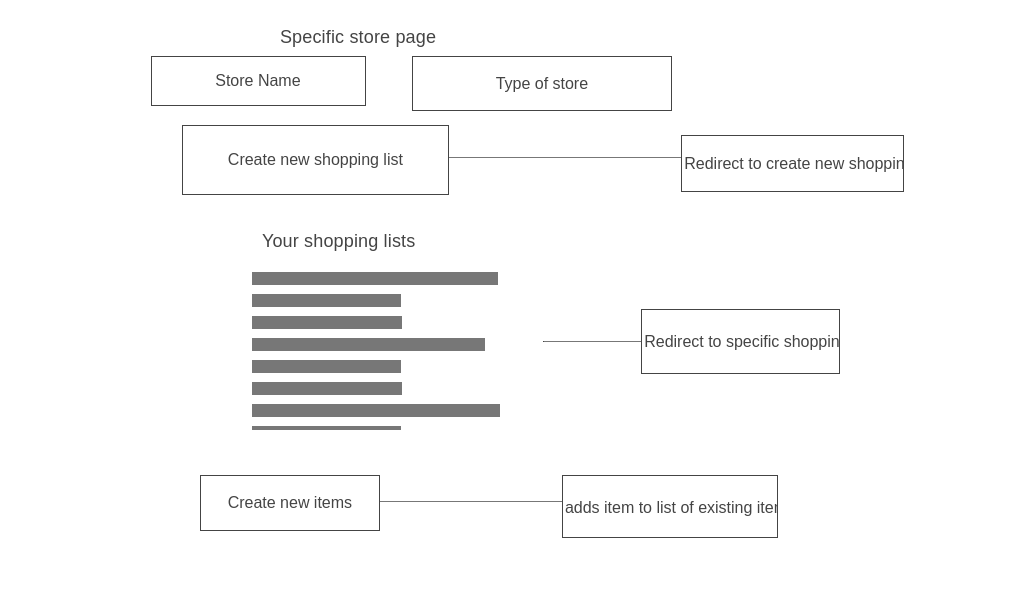 Specific store page
Store Name
Type of store
Create new shopping list
Redirect to create new shoppin
Your shopping lists
Redirect to specific shoppin
Create new items
adds item to list of existing iter